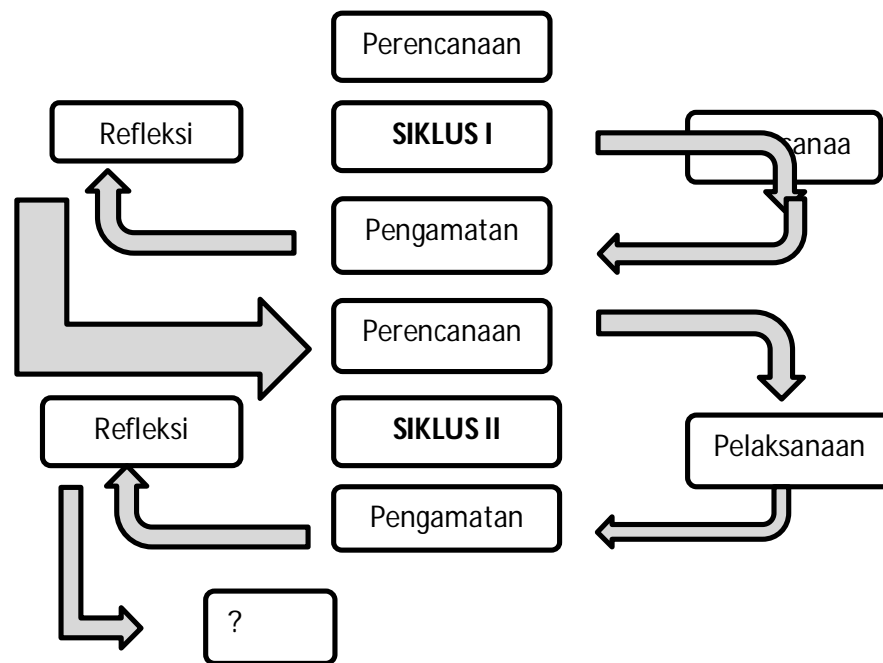 Perencanaan
Refleksi
SIKLUS I
Pengamatan
Perencanaan
Refleksi
SIKLUS II
Pelaksanaan
Pengamatan
?